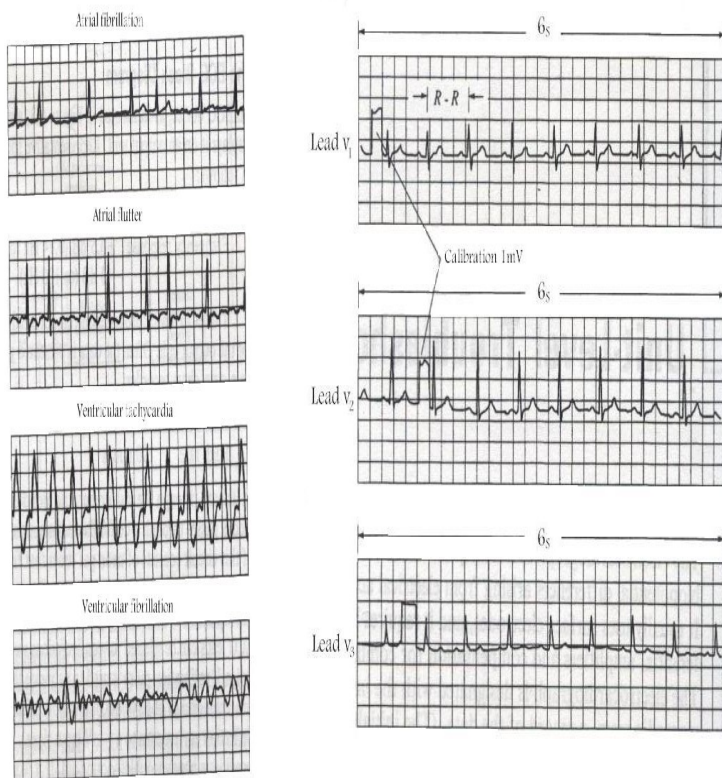 Atrial fibrillation
Atrial flutter
Ventricular tachycardia
Ventricular fibrillation
6s
R - R
Lead v1
Calibration 1mV
6s
Lead v2
6s
Lead v3